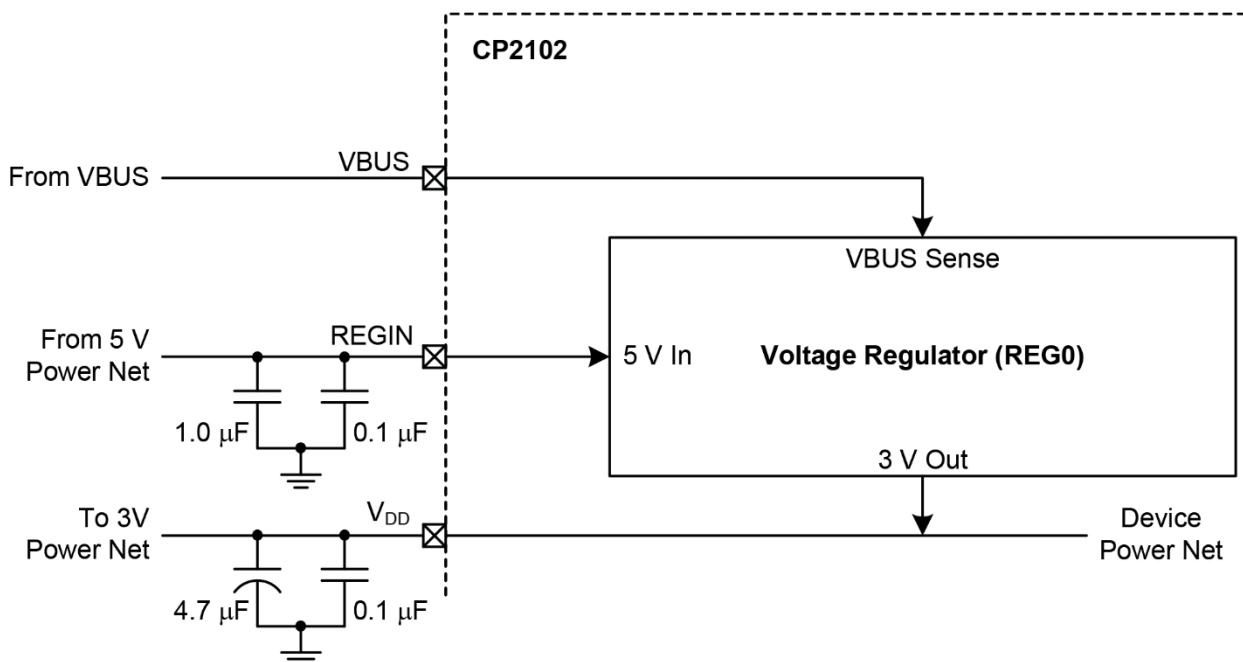 CP2102
From VBUS
VBUS
VBUS Sense
From 5 V
Power Net
REGIN
5 V In
Voltage Regulator (REG0)
1.0 μF
0.1 μF
3 V Out
To 3V
Power Net
VDD
Device
Power Net
4.7 μF
0.1 μF